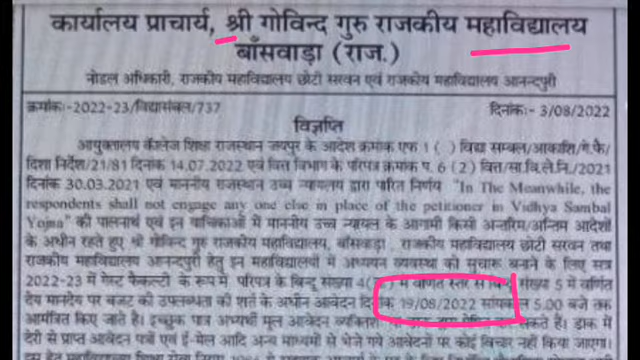 कार्यालय प्राचार्य, श्री गोविन्द गुरु राजकीय महाविद्यालय
बाँसवाड़ा (राज.)
नोडल अधिकारी, राजकीय महाविद्यालय छोटी सरवन एवं राजकीय महाविद्यालय आनन्दपुरी
क्रमांकः-2022-23/विद्यासंबल/737 दिनांकः- 3/08/2022
विज्ञप्ति
आयुक्तालय कॅालेज शिक्षा राजस्थान जयपुर के आदेश क्रमांक एफ 1 ( ) विद्या सम्बल/आकाशि/गे.फै/
दिशा निर्देश/21/81 दिनांक 14.07.2022 एवं वित्त विभाग के परिपत्र क्रमांक प. 6 (2) वित्त/सा.वि.ले.नि./2021
दिनांक 30.03.2021 एवं माननीय राजस्थान उच्च न्यायालय द्वारा पारित निर्णय "In The Meanwhile, the
respondents shall not engage any one else in place of the petitioner in Vidhya Sambal
Yojna" की पालनार्थ एवं इन याचिकाओं में माननीय उच्च न्यायलय के आगामी किसी अन्तरिम/अन्तिम आदेशों
के अधीन रहते हुए श्री गोविन्द गुरु राजकीय महाविद्यालय, बांसवाड़ा, राजकीय महाविद्यालय छोटी सरवन तथा
राजकीय महाविद्यालय आनन्दपुरी हेतु इन महाविद्यालयों में अध्ययन व्यवस्था को सुचारू बनाने के लिए सत्र
2022-23 में गेस्ट फैकल्टी के रूप में परिपत्र के बिन्दु संख्या 4( में वर्णित स्तर से संख्या 5 में वर्णित
देय मानदेय पर बजट की उपलब्धता की शर्त के अधीन आवेदन दिनांक 19/08/2022 सांयकाल 5.00 बजे तक
आमंत्रित किए जाते है। इच्छुक पात्र अभ्यर्थी मूल आवेदन सकते हैं। डाक में
देरी से प्राप्त आवेदन पत्रों एवं ई-मेल आदि अन्य माध्यमों से भेजे गये आवेदनों पर कोई विचार नहीं किया जाएगा।